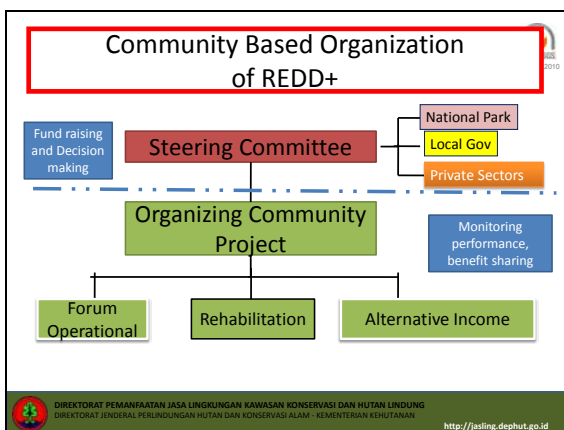 Community Based Organization
of REDD+
2010
National Park
Fund raising
and Decision
making
Steering Committee
Local Gov
Private Sectors
Organizing Community
Project
Monitoring
performance,
benefit sharing
Forum
Operational
Rehabilitation
Alternative Income
DIREKTORAT PEMANFAATAN JASA LINGKUNGAN KAWASAN KONSERVASI DAN HUTAN LINDUNG
DIREKTORAT JENDERAL PERLINDUNGAN HUTAN DAN KONSERVASI ALAM - KEMENTERIAN KEHUTANAN
http://jasling.dephut.go.id